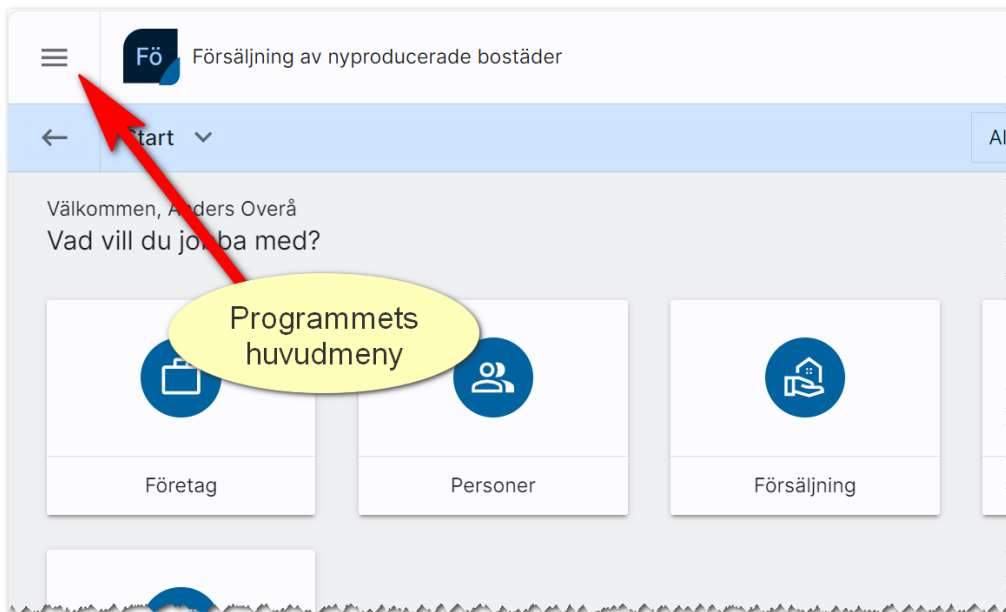 Fö Försäljning av nyproducerade bostäder
Start
Välkommen, Anders Overå
Vad vill du jobba med?
Programmets
huvudmeny
Företag
Personer
Försäljning